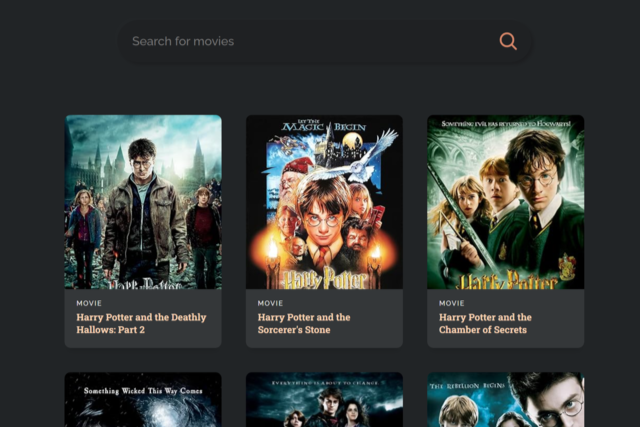 Search for movies
LET THE
MAGIC BEGIN
SOMETHING EVIL HAS RETURNED TO HOGWARTS!
Harry Potter
Harry Potter
Harry Potter
MOVIE
MOVIE
MOVIE
Harry Potter and the Deathly
Hallows: Part 2
Harry Potter and the
Sorcerer's Stone
Harry Potter and the
Chamber of Secrets
Something Wicked This Way Comes
EVERYTHING IS ABOUT TO CHANGE
THE REBELLION BEGINS